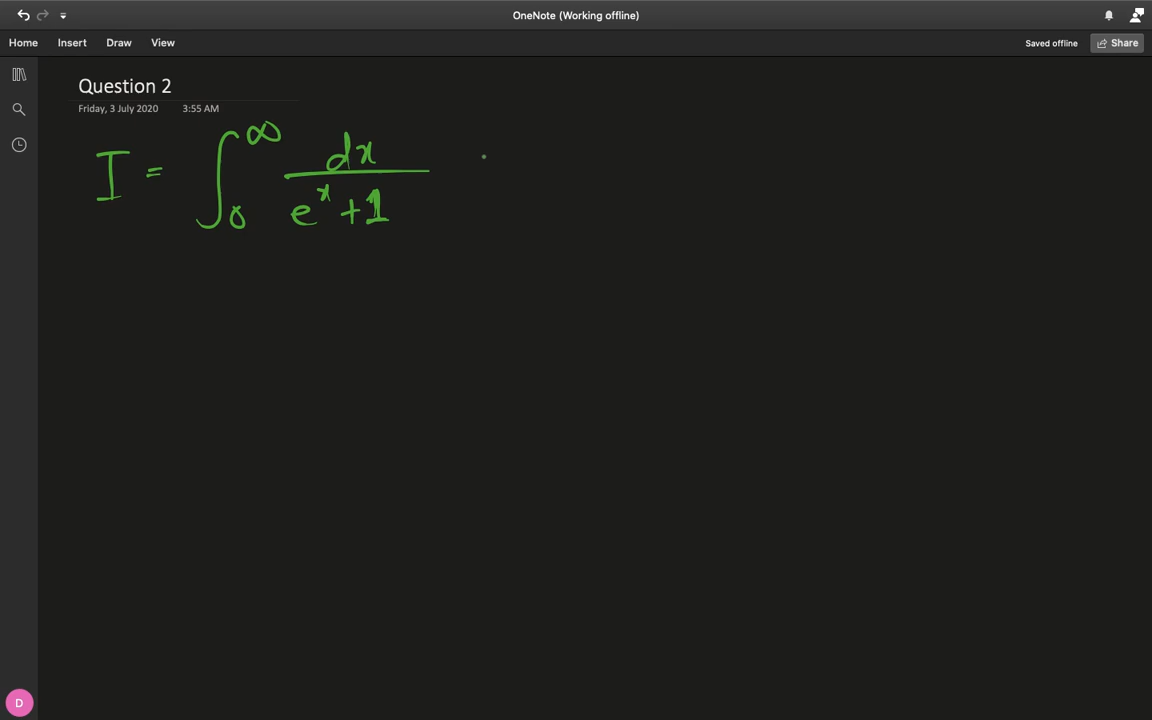 OneNote (Working offline)
Home Insert Draw View
Saved offline Share
Question 2
Friday, 3 July 2020 3:55 AM
I = ∫₀^∞ dx / (eˣ + 1)
D